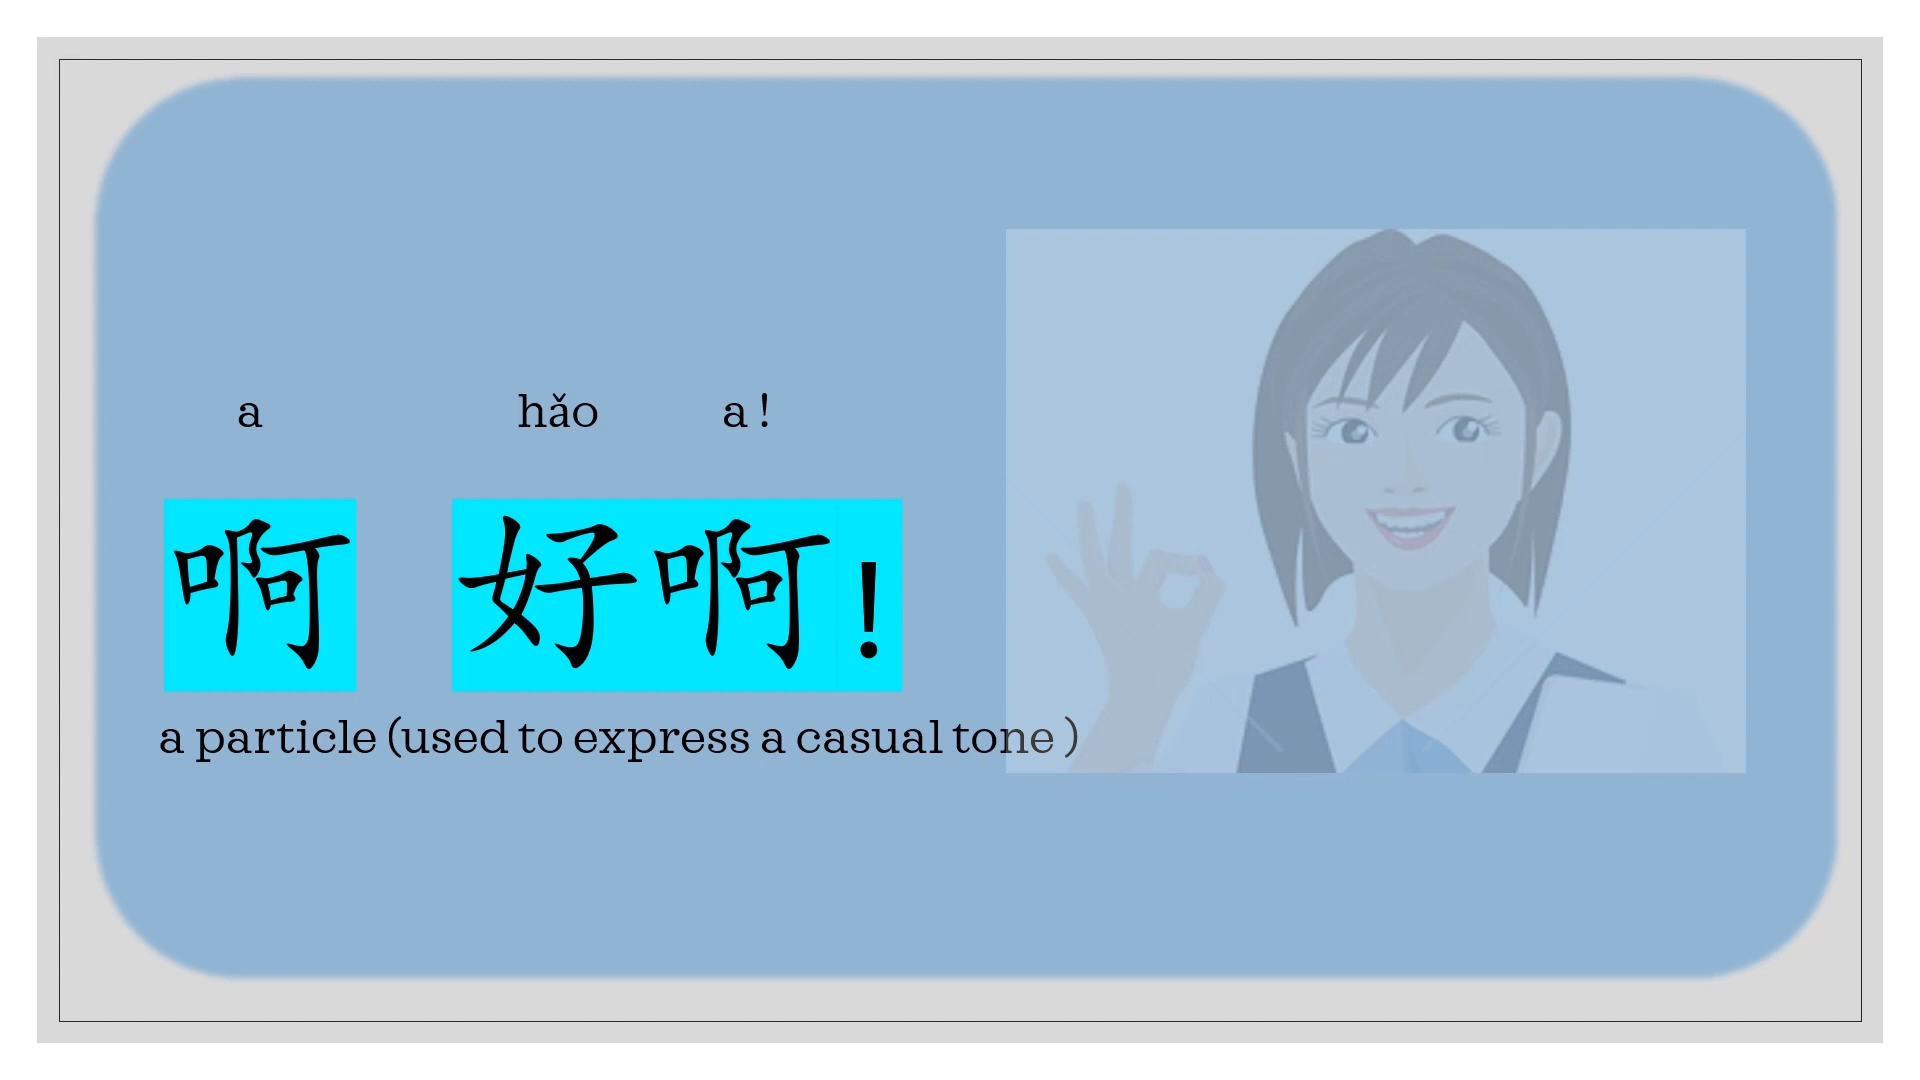 a hǎo a !
啊 好啊!
a particle (used to express a casual tone )